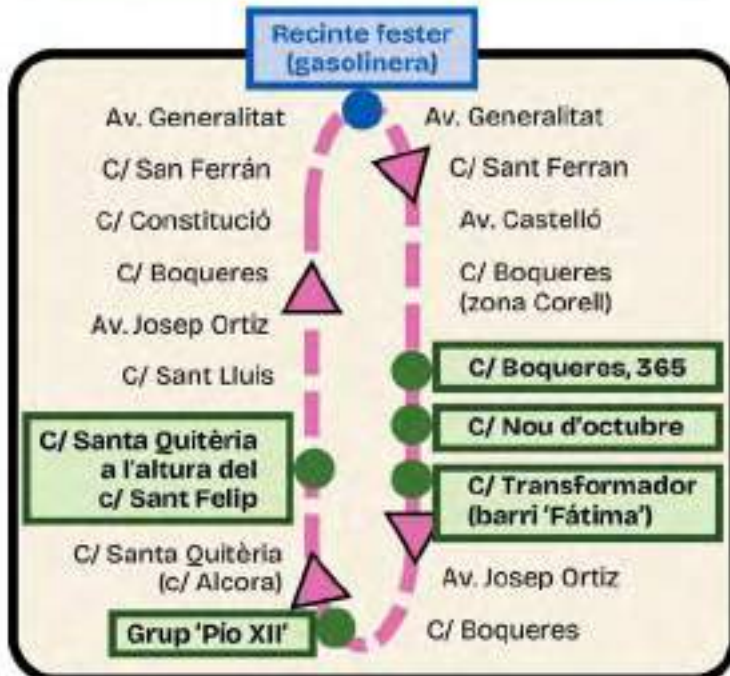 Recinte fester
(gasolinera)
Av. Generalitat
C/ San Ferrán
C/ Constitució
C/ Boqueres
Av. Josep Ortiz
C/ Sant Lluis
C/ Santa Quitèria
a l'altura del
c/ Sant Felip
C/ Santa Quitèria
(c/ Alcora)
Grup 'Pío XII'
Av. Generalitat
C/ Sant Ferran
Av. Castelló
C/ Boqueres
(zona Corell)
C/ Boqueres, 365
C/ Nou d'octubre
C/ Transformador
(barri 'Fátima')
Av. Josep Ortiz
C/ Boqueres